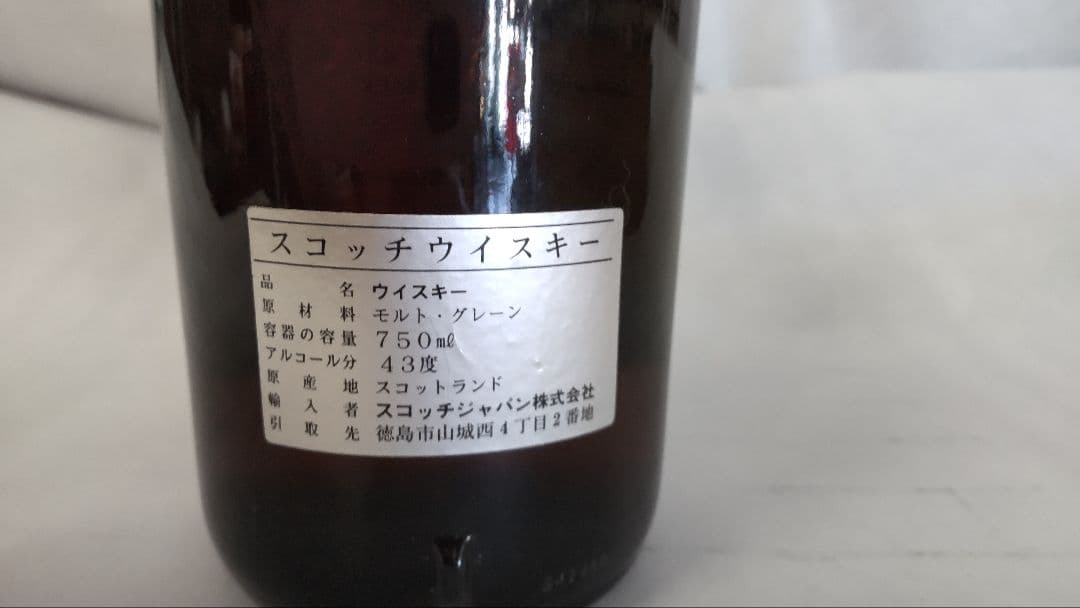 スコッチウイスキー
品名 ウイスキー
原材料 モルト・グレーン
容器の容量 750㎖
アルコール分 43度
原産地 スコットランド
輸入者 スコッチジャパン株式会社
引取先 徳島市山城西4丁目2番地